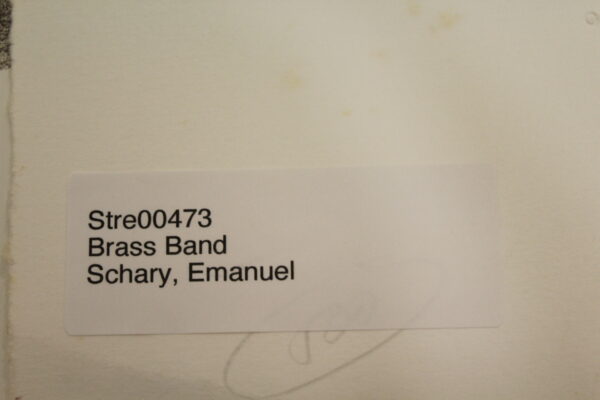 Stre00473
Brass Band
Schary, Emanuel